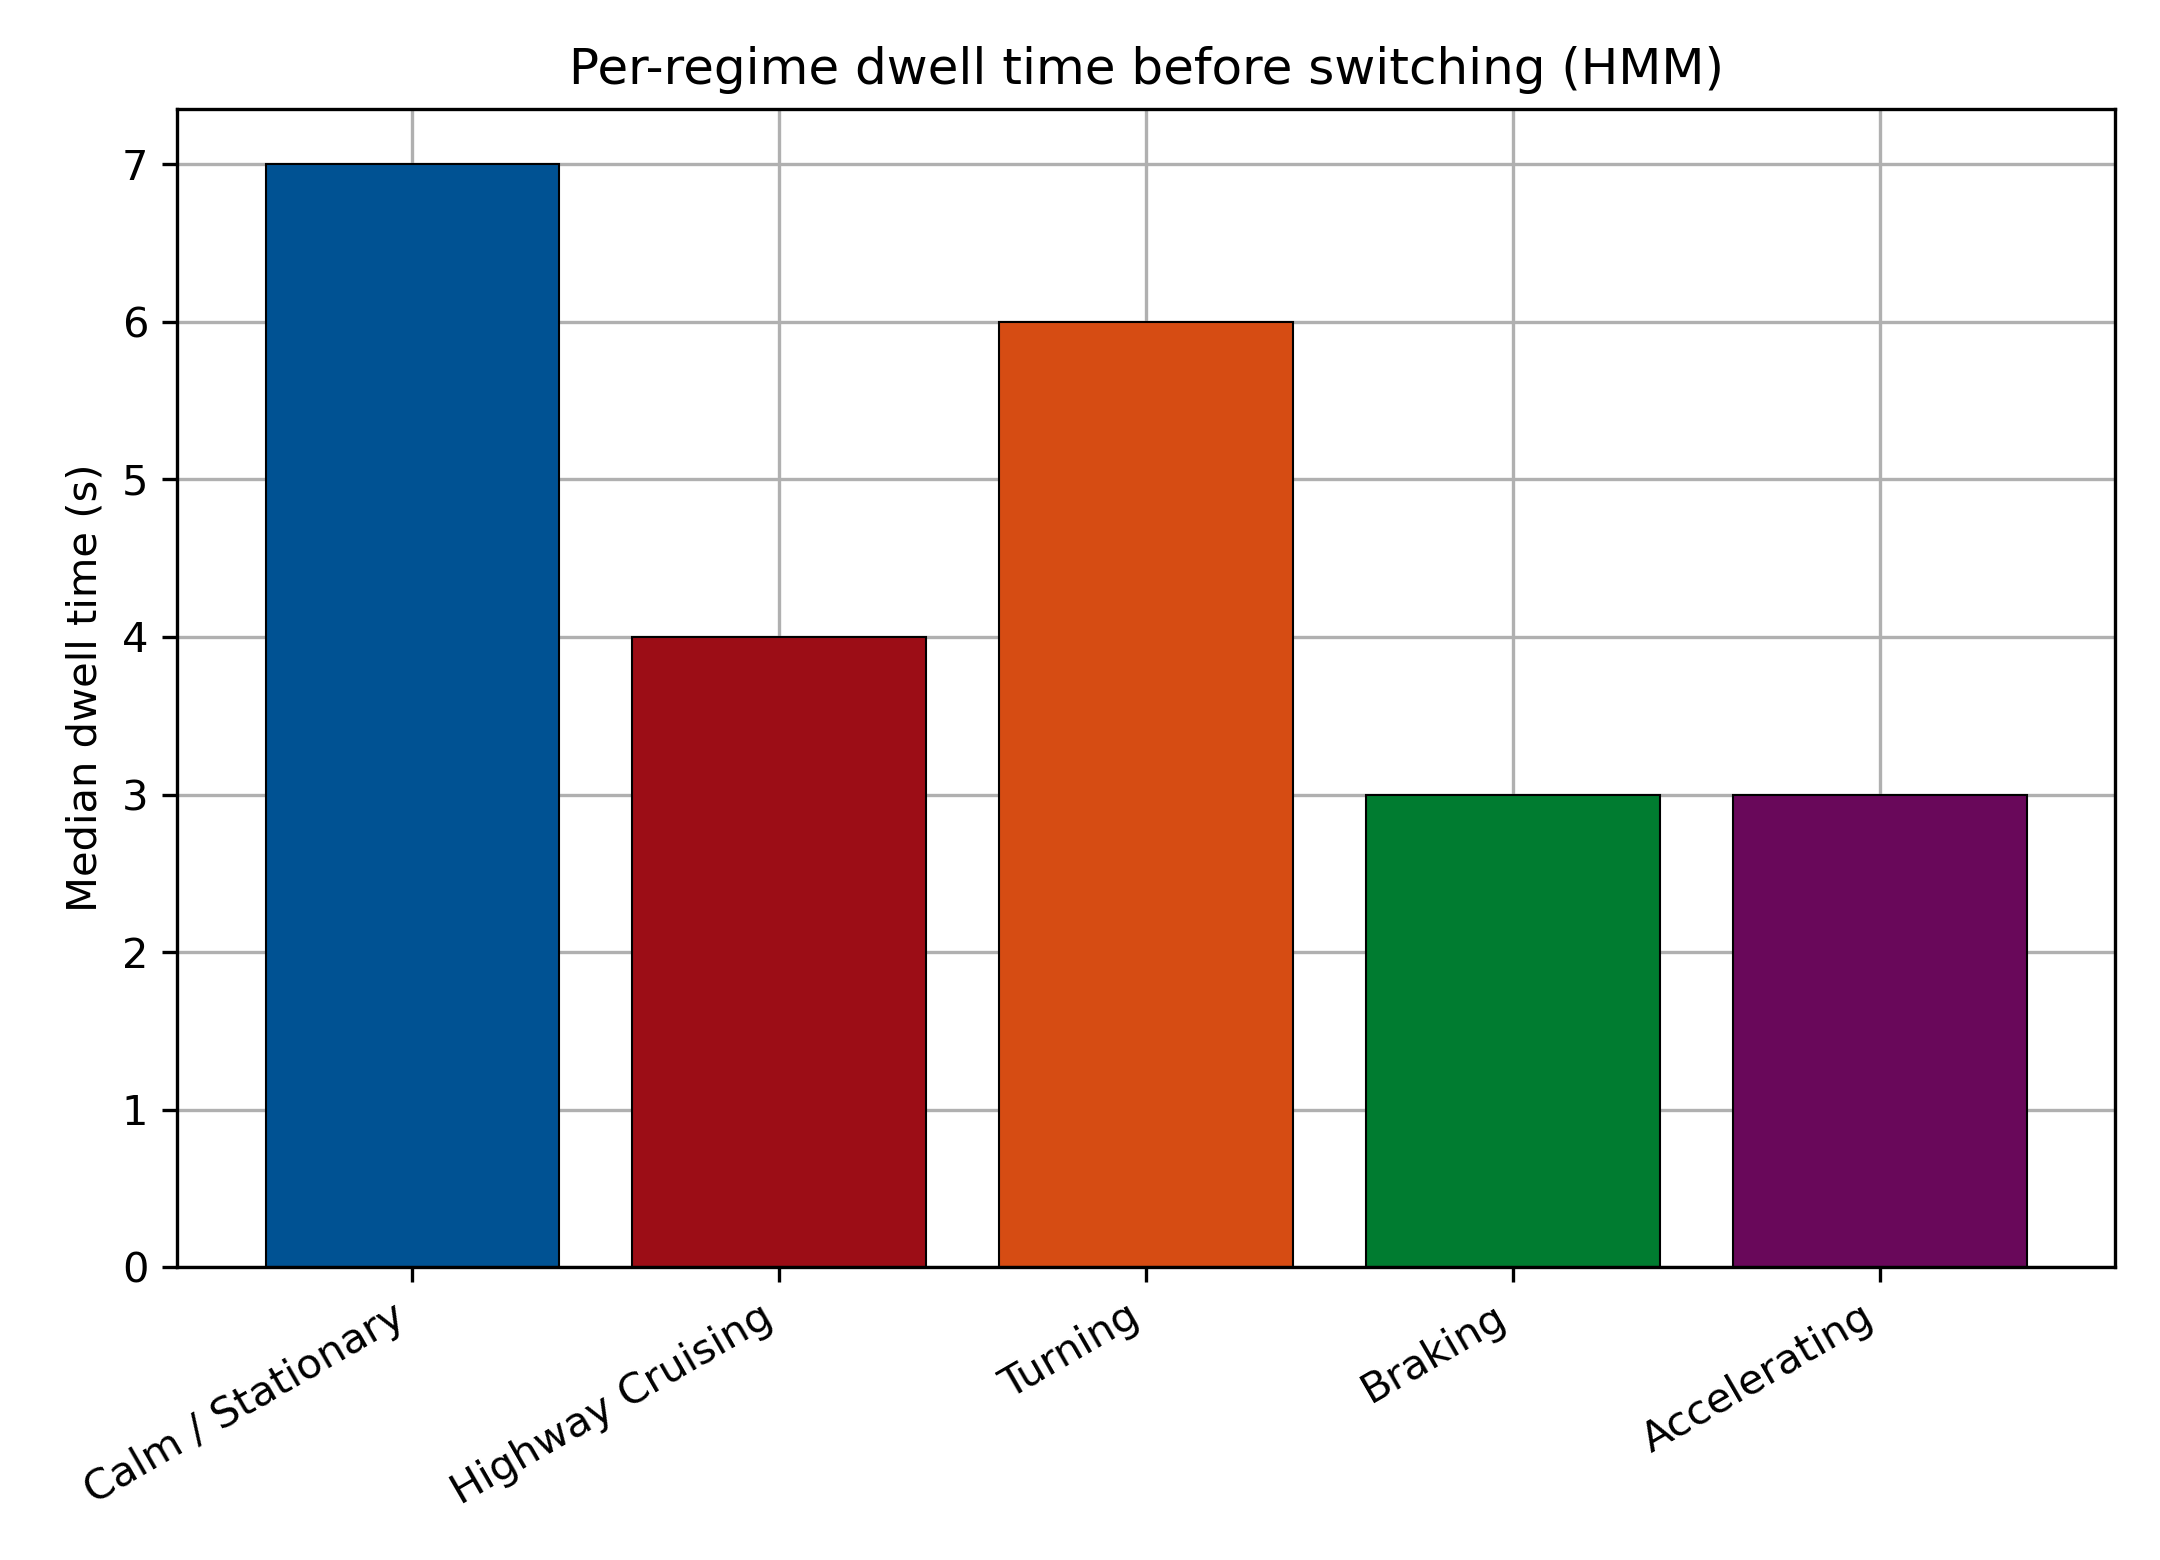 Per-regime dwell time before switching (HMM)
Median dwell time (s)
7
6
5
4
3
2
1
0
Calm / Stationary
Highway Cruising
Turning
Braking
Accelerating